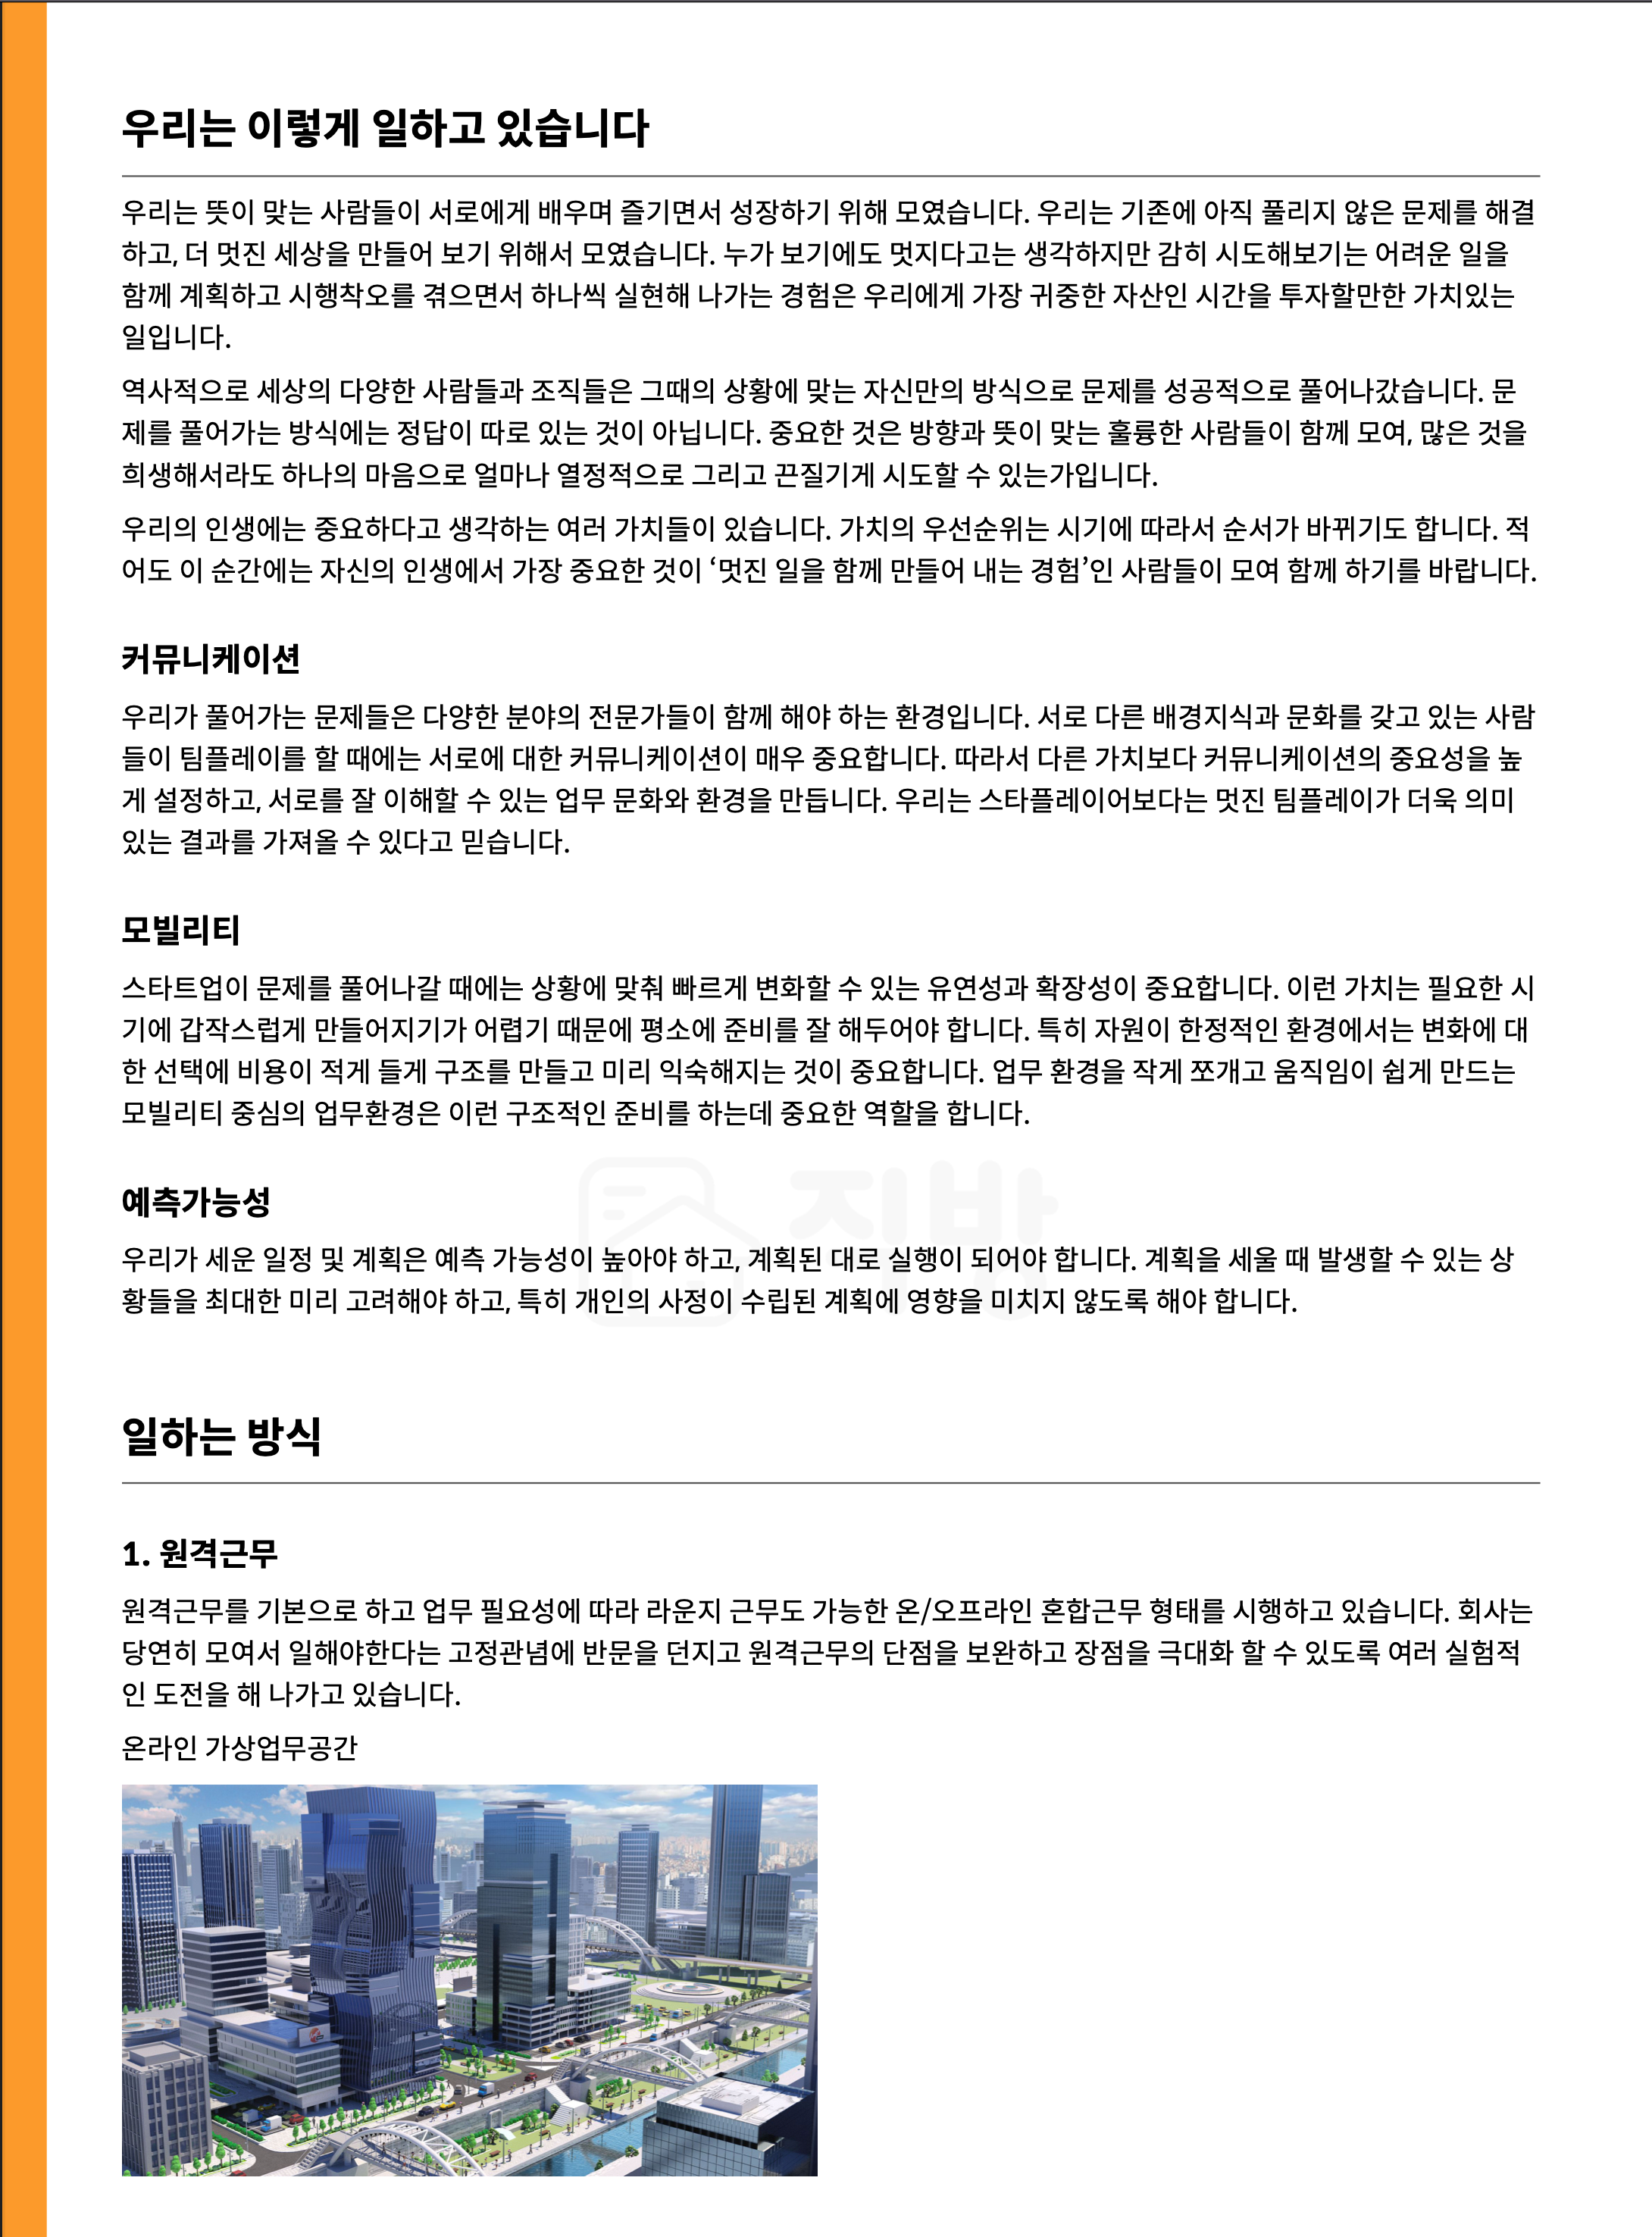 우리는 이렇게 일하고 있습니다
우리는 뜻이 맞는 사람들이 서로에게 배우며 즐기면서 성장하기 위해 모였습니다. 우리는 기존에 아직 풀리지 않은 문제를 해결
하고, 더 멋진 세상을 만들어 보기 위해서 모였습니다. 누가 보기에도 멋지다고는 생각하지만 감히 시도해보기는 어려운 일을
함께 계획하고 시행착오를 겪으면서 하나씩 실현해 나가는 경험은 우리에게 가장 귀중한 자산인 시간을 투자할만한 가치있는
일입니다.
역사적으로 세상의 다양한 사람들과 조직들은 그때의 상황에 맞는 자신만의 방식으로 문제를 성공적으로 풀어나갔습니다. 문
제를 풀어가는 방식에는 정답이 따로 있는 것이 아닙니다. 중요한 것은 방향과 뜻이 맞는 훌륭한 사람들이 함께 모여, 많은 것을
희생해서라도 하나의 마음으로 얼마나 열정적으로 그리고 끈질기게 시도할 수 있는가입니다.
우리의 인생에는 중요하다고 생각하는 여러 가치들이 있습니다. 가치의 우선순위는 시기에 따라서 순서가 바뀌기도 합니다. 적
어도 이 순간에는 자신의 인생에서 가장 중요한 것이 ‘멋진 일을 함께 만들어 내는 경험’인 사람들이 모여 함께 하기를 바랍니다.
커뮤니케이션
우리가 풀어가는 문제들은 다양한 분야의 전문가들이 함께 해야 하는 환경입니다. 서로 다른 배경지식과 문화를 갖고 있는 사람
들이 팀플레이를 할 때에는 서로에 대한 커뮤니케이션이 매우 중요합니다. 따라서 다른 가치보다 커뮤니케이션의 중요성을 높
게 설정하고, 서로를 잘 이해할 수 있는 업무 문화와 환경을 만듭니다. 우리는 스타플레이어보다는 멋진 팀플레이가 더욱 의미
있는 결과를 가져올 수 있다고 믿습니다.
모빌리티
스타트업이 문제를 풀어나갈 때에는 상황에 맞춰 빠르게 변화할 수 있는 유연성과 확장성이 중요합니다. 이런 가치는 필요한 시
기에 갑작스럽게 만들어지기가 어렵기 때문에 평소에 준비를 잘 해두어야 합니다. 특히 자원이 한정적인 환경에서는 변화에 대
한 선택에 비용이 적게 들게 구조를 만들고 미리 익숙해지는 것이 중요합니다. 업무 환경을 작게 쪼개고 움직임이 쉽게 만드는
모빌리티 중심의 업무환경은 이런 구조적인 준비를 하는데 중요한 역할을 합니다.
직방
예측가능성
우리가 세운 일정 및 계획은 예측 가능성이 높아야 하고, 계획된 대로 실행이 되어야 합니다. 계획을 세울 때 발생할 수 있는 상
황들을 최대한 미리 고려해야 하고, 특히 개인의 사정이 수립된 계획에 영향을 미치지 않도록 해야 합니다.
일하는 방식
1. 원격근무
원격근무를 기본으로 하고 업무 필요성에 따라 라운지 근무도 가능한 온/오프라인 혼합근무 형태를 시행하고 있습니다. 회사는
당연히 모여서 일해야한다는 고정관념에 반문을 던지고 원격근무의 단점을 보완하고 장점을 극대화 할 수 있도록 여러 실험적
인 도전을 해 나가고 있습니다.
온라인 가상업무공간